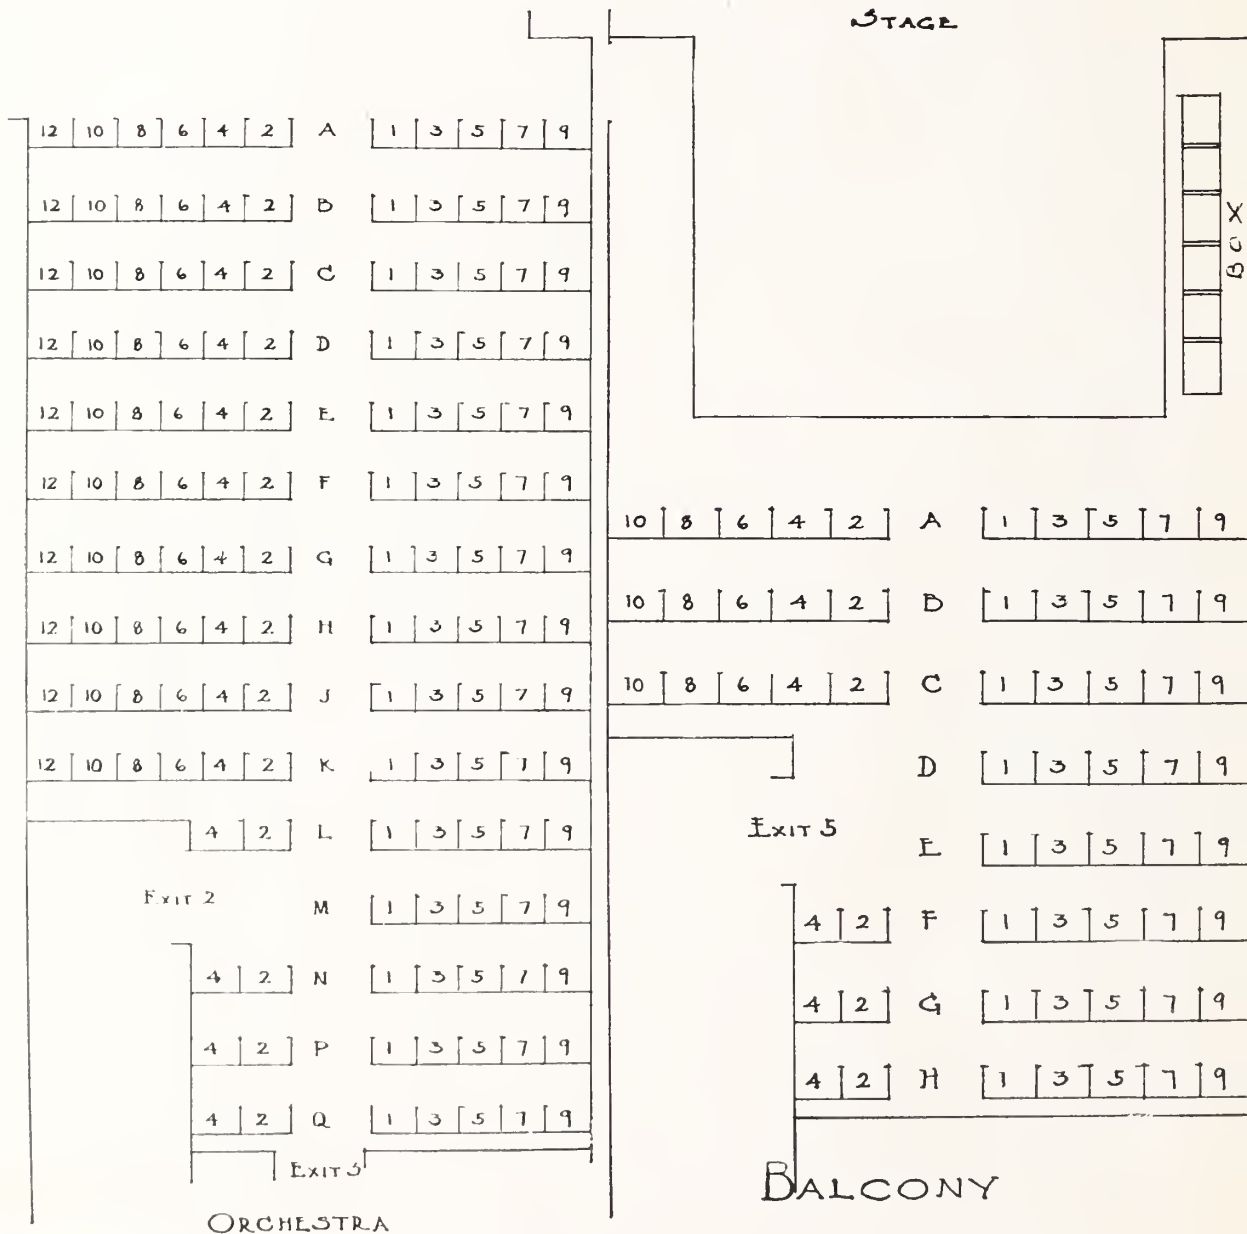 STAGE
12 10 8 6 4 2 A 1 3 5 7 9
12 10 8 6 4 2 B 1 3 5 7 9
12 10 8 6 4 2 C 1 3 5 7 9
12 10 8 6 4 2 D 1 3 5 7 9
12 10 8 6 4 2 E 1 3 5 7 9
12 10 8 6 4 2 F 1 3 5 7 9
12 10 8 6 4 2 G 1 3 5 7 9
12 10 8 6 4 2 H 1 3 5 7 9
12 10 8 6 4 2 J 1 3 5 7 9
12 10 8 6 4 2 K 1 3 5 7 9
4 2 L 1 3 5 7 9
EXIT 2
M 1 3 5 7 9
4 2 N 1 3 5 7 9
4 2 P 1 3 5 7 9
4 2 Q 1 3 5 7 9
EXIT 3
ORCHESTRA
BOX
10 8 6 4 2 A 1 3 5 7 9
10 8 6 4 2 B 1 3 5 7 9
10 8 6 4 2 C 1 3 5 7 9
D 1 3 5 7 9
EXIT 5
E 1 3 5 7 9
4 2 F 1 3 5 7 9
4 2 G 1 3 5 7 9
4 2 H 1 3 5 7 9
BALCONY